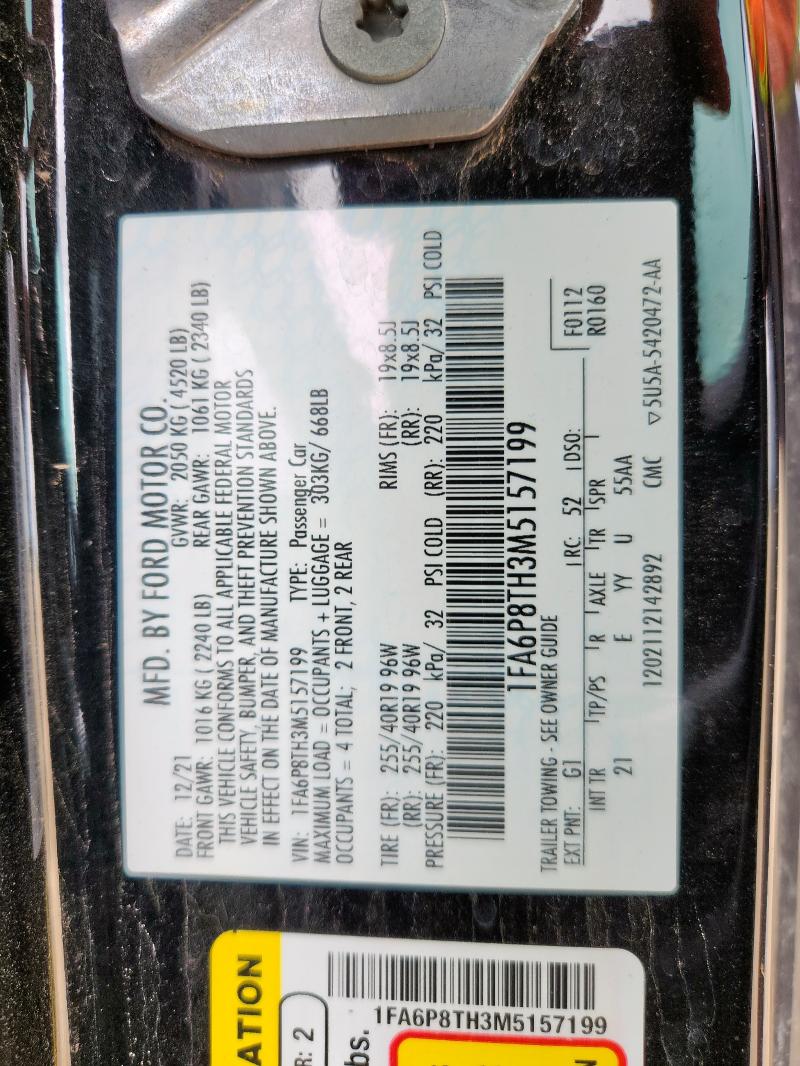 MFD. BY FORD MOTOR CO.
DATE: 12/21 GVWR: 2050 KG ( 4520 LB)
FRONT GAWR: 1016 KG ( 2240 LB) REAR GAWR: 1061 KG ( 2340 LB)
THIS VEHICLE CONFORMS TO ALL APPLICABLE FEDERAL MOTOR
VEHICLE SAFETY, BUMPER, AND THEFT PREVENTION STANDARDS
IN EFFECT ON THE DATE OF MANUFACTURE SHOWN ABOVE.
VIN: 1FA6P8TH3M5157199 TYPE: Passenger Car
MAXIMUM LOAD = OCCUPANTS + LUGGAGE = 303KG/ 668LB
OCCUPANTS = 4 TOTAL; 2 FRONT, 2 REAR
TIRE (FR): 255/40R19 96W RIMS (FR): 19x8.5J
(RR): 255/40R19 96W (RR): 19x8.5J
PRESSURE (FR): 220 kPa/ 32 PSI COLD (RR): 220 kPa/ 32 PSI COLD
1FA6P8TH3M5157199
TRAILER TOWING - SEE OWNER GUIDE F0112
EXT PNT: G1 RC: 52 DSO: R0160
INT TR TP/PS R AXLE TR SPR
21 E YY U 55AA
1202112142892 CMC ▽5U5A-5420472-AA
ATION
R: 2
1FA6P8TH3M5157199
bs.
N